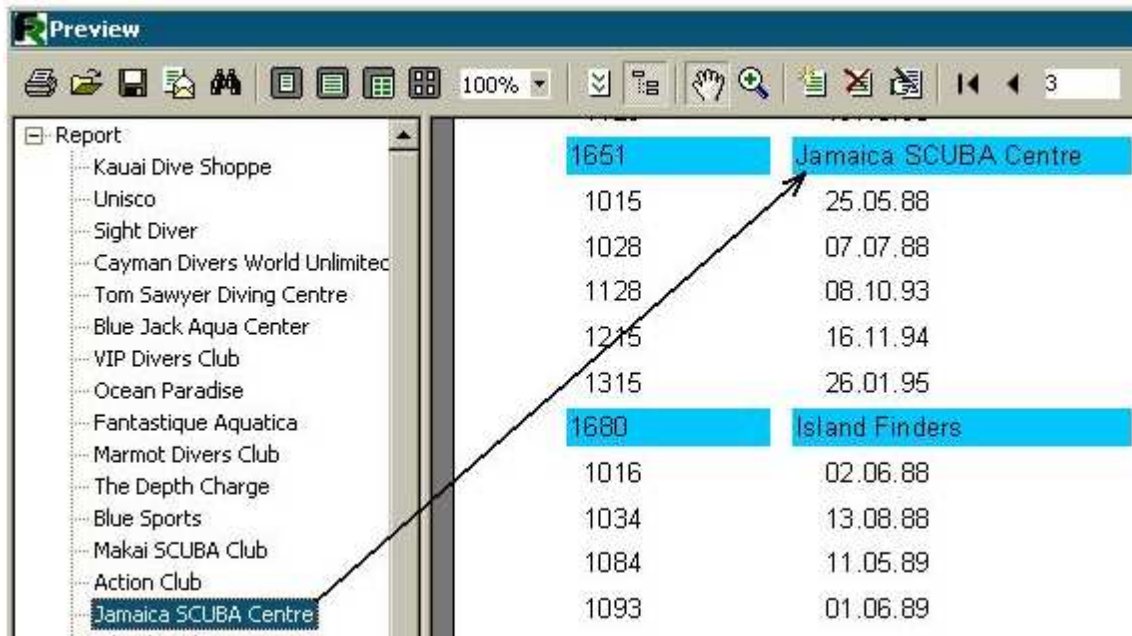 Preview
100%
3
Report
Kauai Dive Shoppe
Unisco
Sight Diver
Cayman Divers World Unlimited
Tom Sawyer Diving Centre
Blue Jack Aqua Center
VIP Divers Club
Ocean Paradise
Fantastique Aquatica
Marmot Divers Club
The Depth Charge
Blue Sports
Makai SCUBA Club
Action Club
Jamaica SCUBA Centre
1651 Jamaica SCUBA Centre
1015 25.05.88
1028 07.07.88
1128 08.10.93
1215 16.11.94
1315 26.01.95
1680 Island Finders
1016 02.06.88
1034 13.08.88
1084 11.05.89
1093 01.06.89